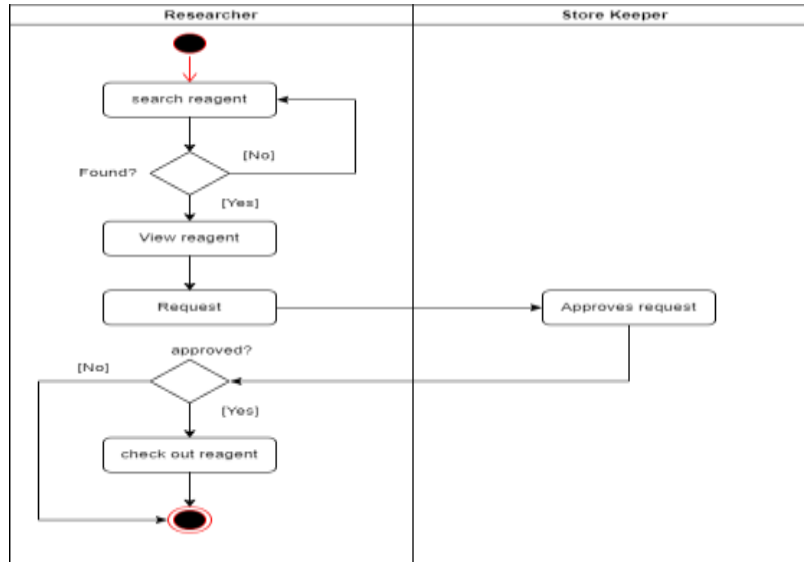 Researcher
Store Keeper
search reagent
[No]
Found?
[Yes]
View reagent
Request
Approves request
approved?
[No]
[Yes]
check out reagent